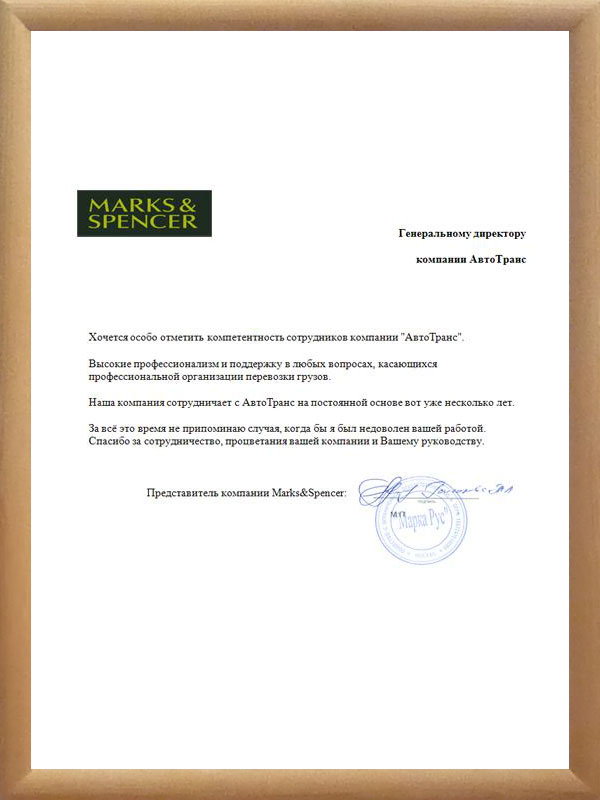 MARKS &
SPENCER
Генеральному директору
компании АвтоТранс
Хочется особо отметить компетентность сотрудников компании "АвтоТранс".
Высокие профессионализм и поддержку в любых вопросах, касающихся
профессиональной организации перевозки грузов.
Наша компания сотрудничает с АвтоТранс на постоянной основе вот уже несколько лет.
За всё это время не припоминаю случая, когда бы я был недоволен вашей работой.
Спасибо за сотрудничество, процветания вашей компании и Вашему руководству.
Представитель компании Marks&Spencer:
подпись
М.П.
Марка Рус